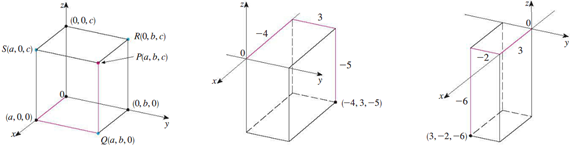 z
(0, 0, c)
S(a, 0, c)
R(0, b, c)
P(a, b, c)
0
(0, b, 0)
(a, 0, 0)
x
y
Q(a, b, 0)
z
3
−4
0
−5
x
y
(−4, 3, −5)
z
0
−2
3
y
x
−6
(3, −2, −6)